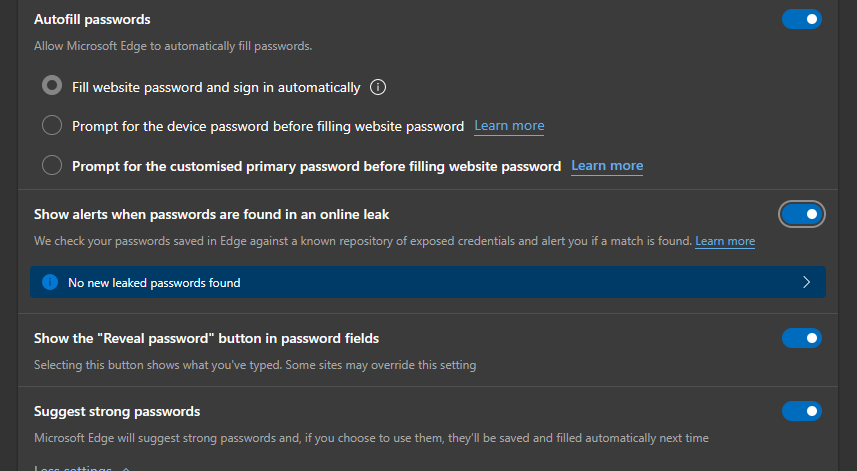 Autofill passwords
Allow Microsoft Edge to automatically fill passwords.
Fill website password and sign in automatically
Prompt for the device password before filling website password Learn more
Prompt for the customised primary password before filling website password Learn more
Show alerts when passwords are found in an online leak
We check your passwords saved in Edge against a known repository of exposed credentials and alert you if a match is found. Learn more
No new leaked passwords found
Show the "Reveal password" button in password fields
Selecting this button shows what you've typed. Some sites may override this setting
Suggest strong passwords
Microsoft Edge will suggest strong passwords and, if you choose to use them, they'll be saved and filled automatically next time
Less settings